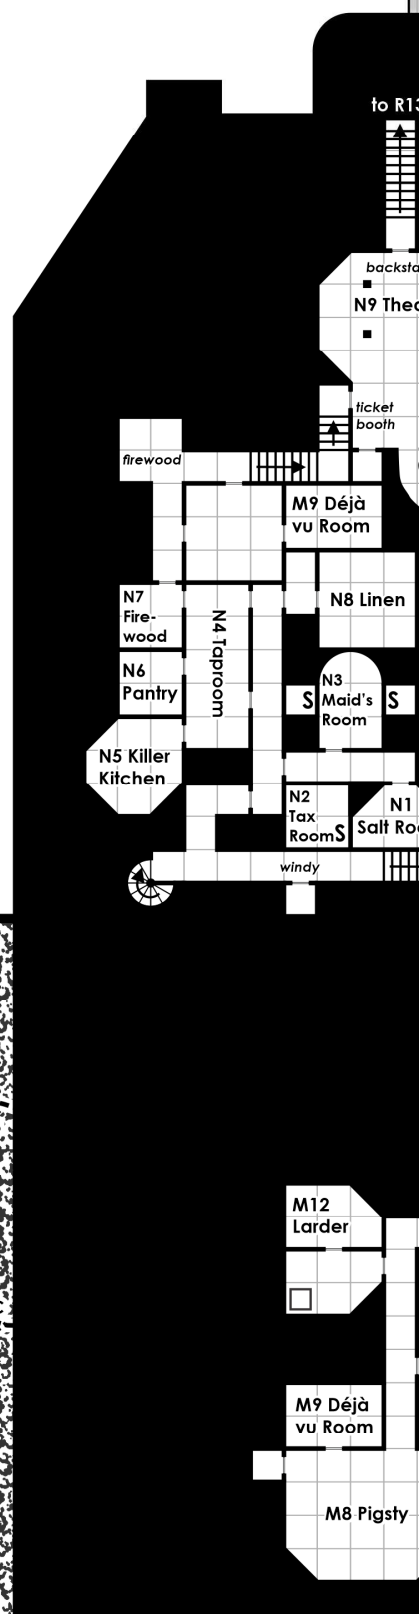 to R13
backsta
N9 Thea
ticket
booth
firewood
M9 Déjà
vu Room
N7
Fire-
wood
N4 Taproom
N8 Linen
N6
Pantry
N3
Maid's
Room
S
S
N5 Killer
Kitchen
N2
Tax
Room S
N1
Salt Roo
windy
M12
Larder
M9 Déjà
vu Room
M8 Pigsty